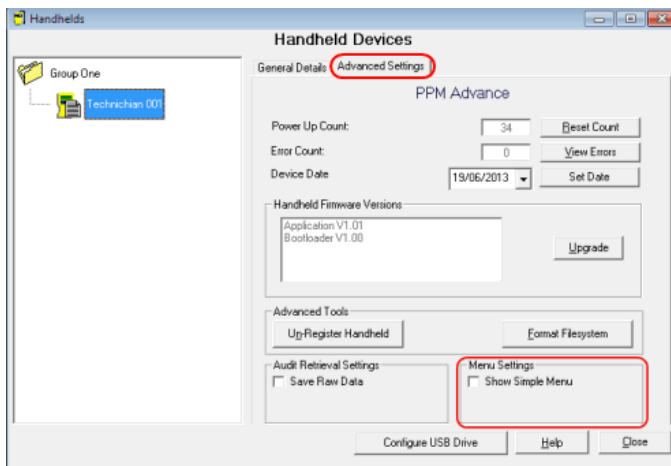 Handhelds
Handheld Devices
Group One
Technichian 001
General Details
Advanced Settings
PPM Advance
Power Up Count:
34
Reset Count
Error Count:
0
View Errors
Device Date
19/06/2013
Set Date
Handheld Firmware Versions
Application V1.01
Bootloader V1.00
Upgrade
Advanced Tools
Un-Register Handheld
Format Filesystem
Audit Retrieval Settings
Save Raw Data
Menu Settings
Show Simple Menu
Configure USB Drive
Help
Close